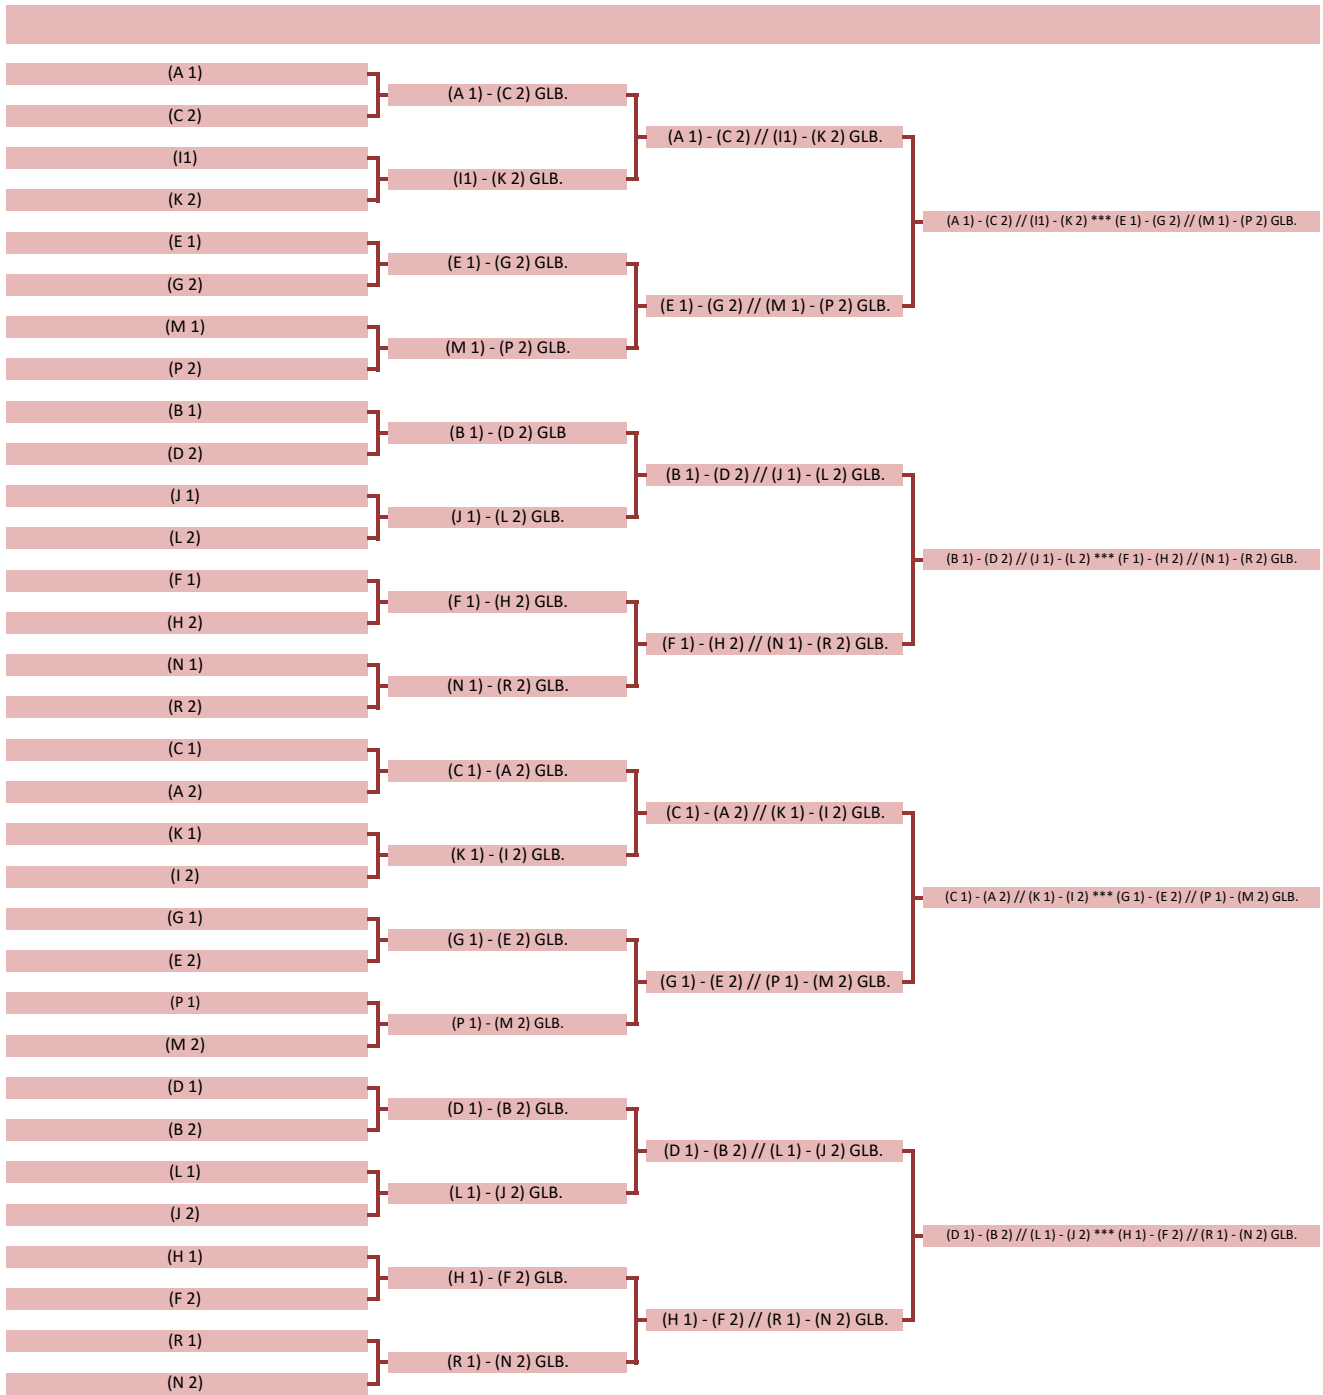 (A 1)
(C 2)
(I1)
(K 2)
(E 1)
(G 2)
(M 1)
(P 2)
(B 1)
(D 2)
(J 1)
(L 2)
(F 1)
(H 2)
(N 1)
(R 2)
(C 1)
(A 2)
(K 1)
(I 2)
(G 1)
(E 2)
(P 1)
(M 2)
(D 1)
(B 2)
(L 1)
(J 2)
(H 1)
(F 2)
(R 1)
(N 2)
(A 1) - (C 2) GLB.
(I1) - (K 2) GLB.
(E 1) - (G 2) GLB.
(M 1) - (P 2) GLB.
(B 1) - (D 2) GLB
(J 1) - (L 2) GLB.
(F 1) - (H 2) GLB.
(N 1) - (R 2) GLB.
(C 1) - (A 2) GLB.
(K 1) - (I 2) GLB.
(G 1) - (E 2) GLB.
(P 1) - (M 2) GLB.
(D 1) - (B 2) GLB.
(L 1) - (J 2) GLB.
(H 1) - (F 2) GLB.
(R 1) - (N 2) GLB.
(A 1) - (C 2) // (I1) - (K 2) GLB.
(E 1) - (G 2) // (M 1) - (P 2) GLB.
(B 1) - (D 2) // (J 1) - (L 2) GLB.
(F 1) - (H 2) // (N 1) - (R 2) GLB.
(C 1) - (A 2) // (K 1) - (I 2) GLB.
(G 1) - (E 2) // (P 1) - (M 2) GLB.
(D 1) - (B 2) // (L 1) - (J 2) GLB.
(H 1) - (F 2) // (R 1) - (N 2) GLB.
(A 1) - (C 2) // (I1) - (K 2) *** (E 1) - (G 2) // (M 1) - (P 2) GLB.
(B 1) - (D 2) // (J 1) - (L 2) *** (F 1) - (H 2) // (N 1) - (R 2) GLB.
(C 1) - (A 2) // (K 1) - (I 2) *** (G 1) - (E 2) // (P 1) - (M 2) GLB.
(D 1) - (B 2) // (L 1) - (J 2) *** (H 1) - (F 2) // (R 1) - (N 2) GLB.